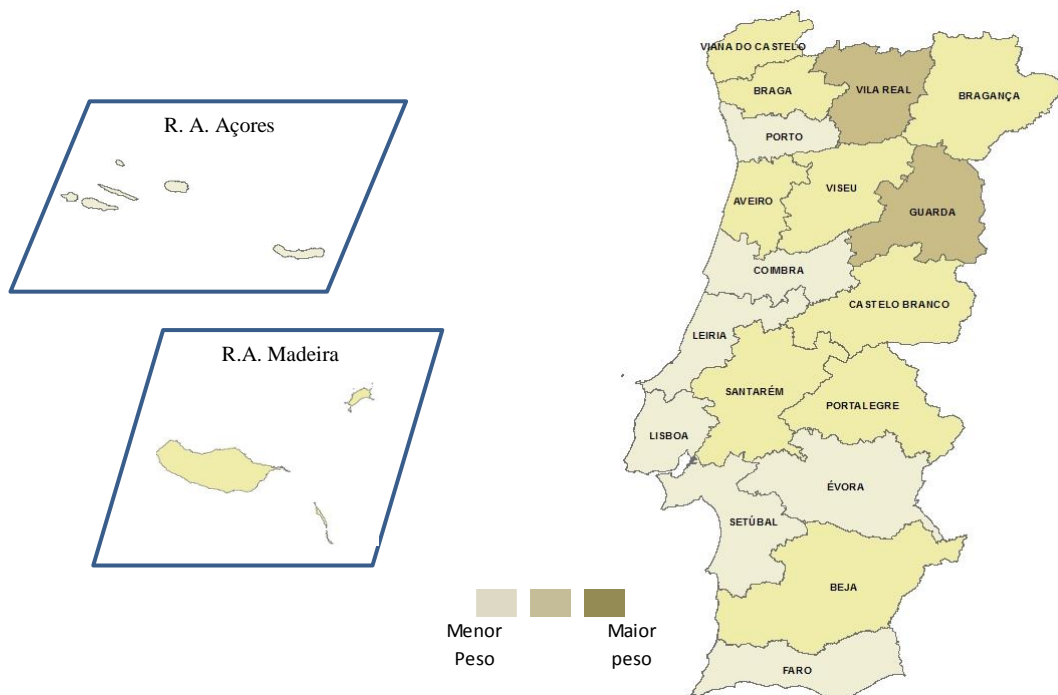 VIANA DO CASTELO
BRAGA
VILA REAL
BRAGANÇA
PORTO
R. A. Açores
AVEIRO
VISEU
GUARDA
COIMBRA
CASTELO BRANCO
LEIRIA
R.A. Madeira
SANTARÉM
PORTALEGRE
LISBOA
ÉVORA
SETÚBAL
BEJA
Menor
Peso
Maior
peso
FARO